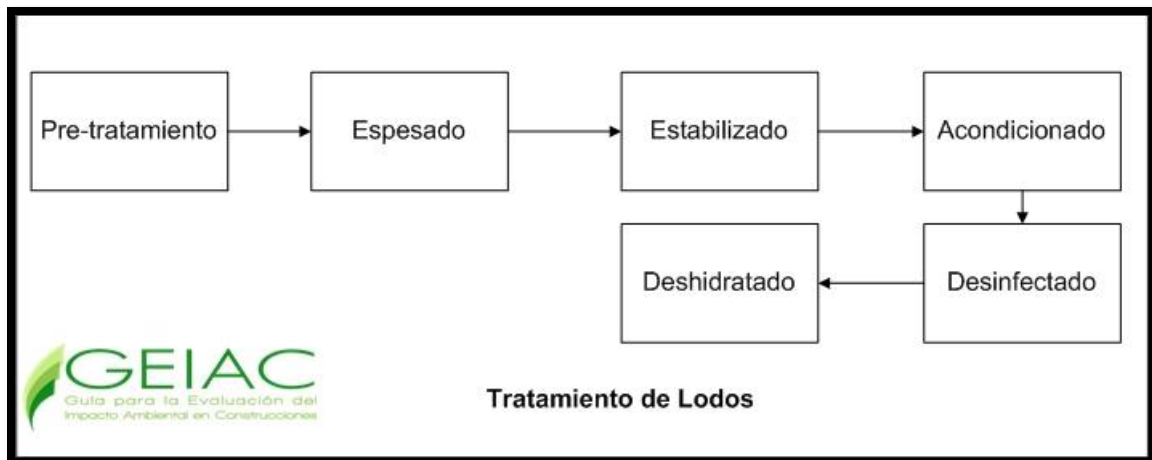 Pre-tratamiento
Espesado
Estabilizado
Acondicionado
Deshidratado
Desinfectado
GEIAC
Guía para la Evaluación del
Impacto Ambiental en Construcciones
Tratamiento de Lodos